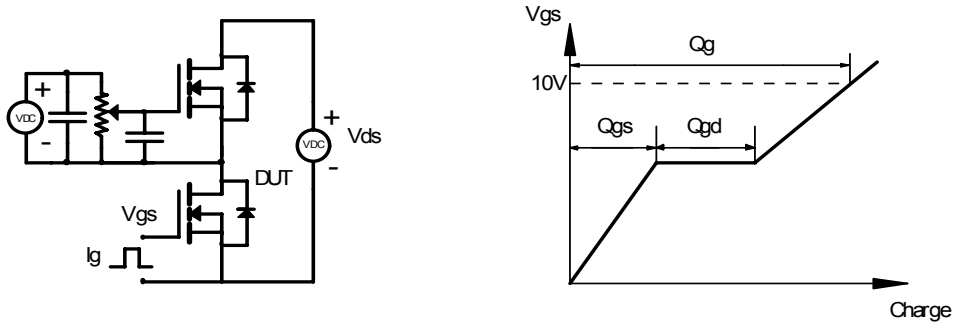 +
VDC
-
+
VDC
-
Vds
DUT
Vgs
Ig
Vgs
Qg
10V
Qgs
Qgd
Charge